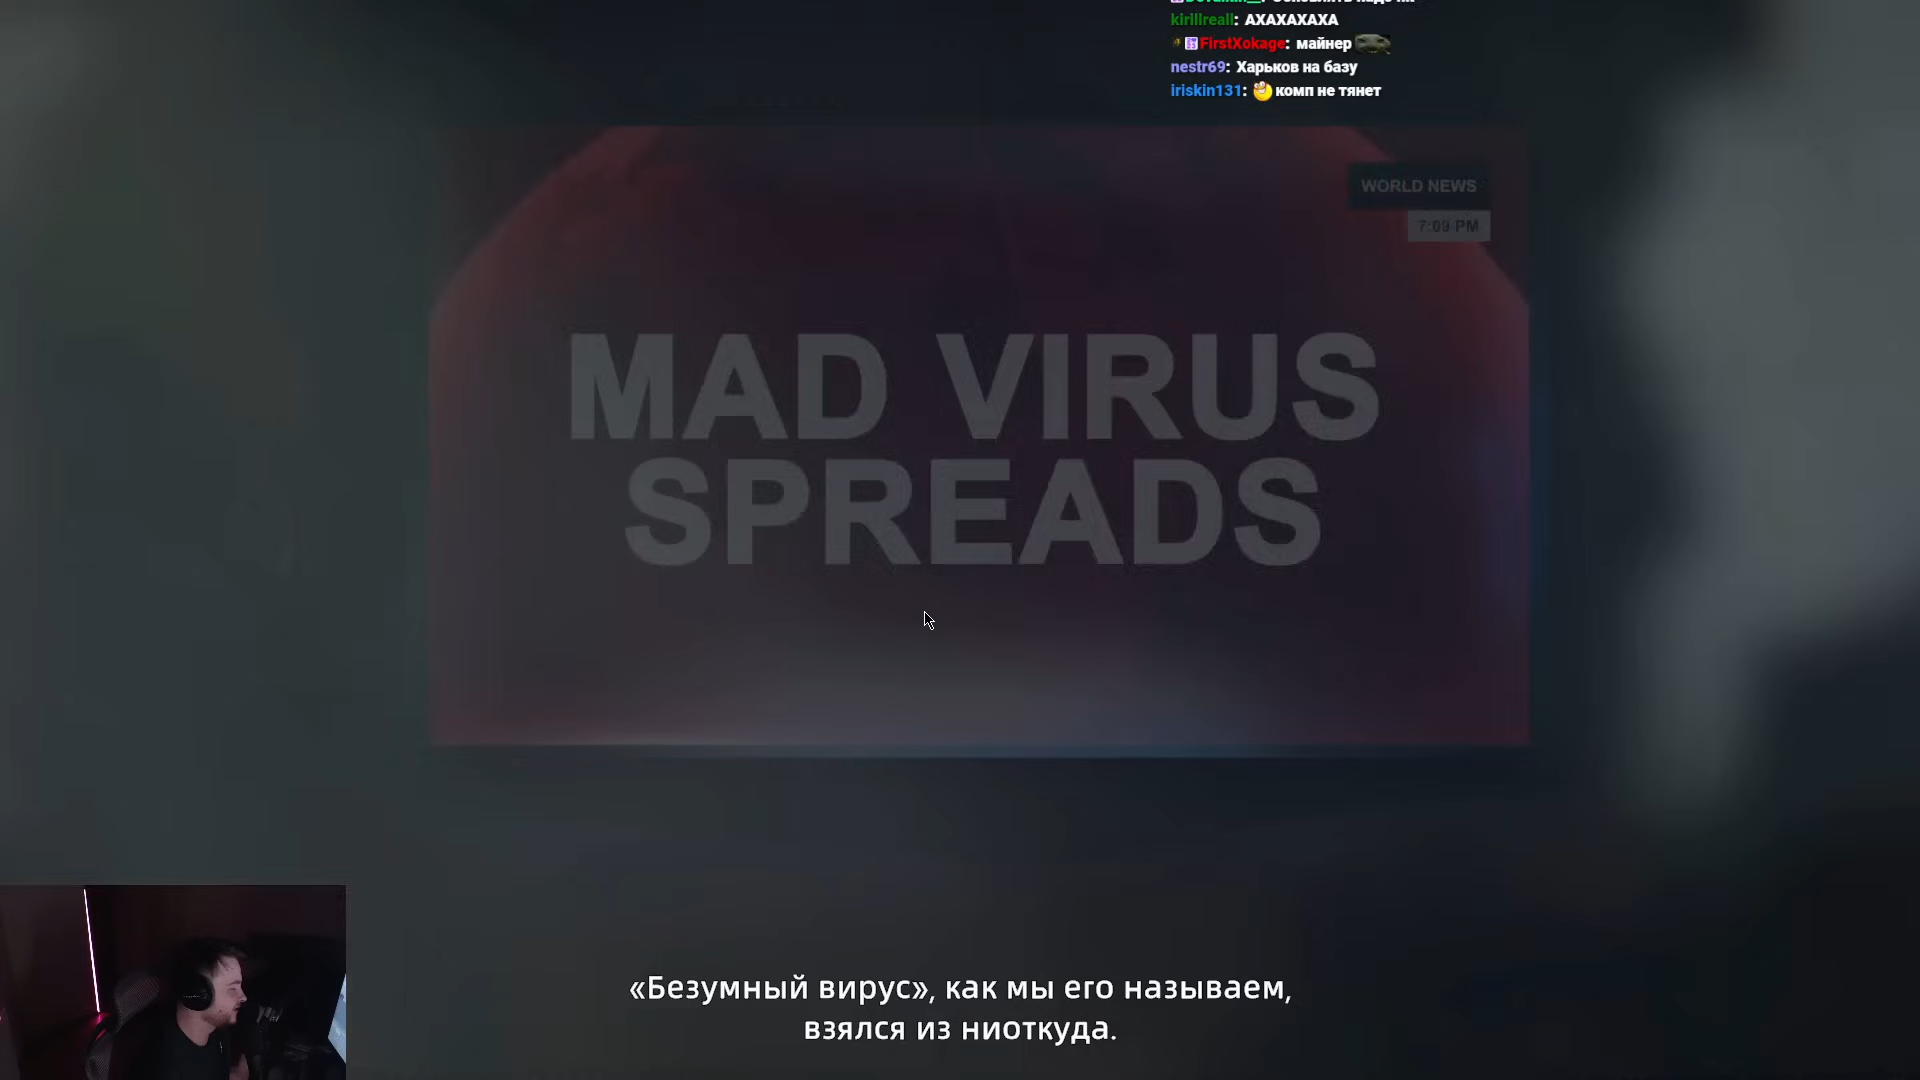 kirillreall: АХАХАХАХА
FirstXokage: майнер
nestr69: Харьков на базу
iriskin131: комп не тянет
WORLD NEWS
7:09 PM
MAD VIRUS
SPREADS
«Безумный вирус», как мы его называем,
взялся из ниоткуда.